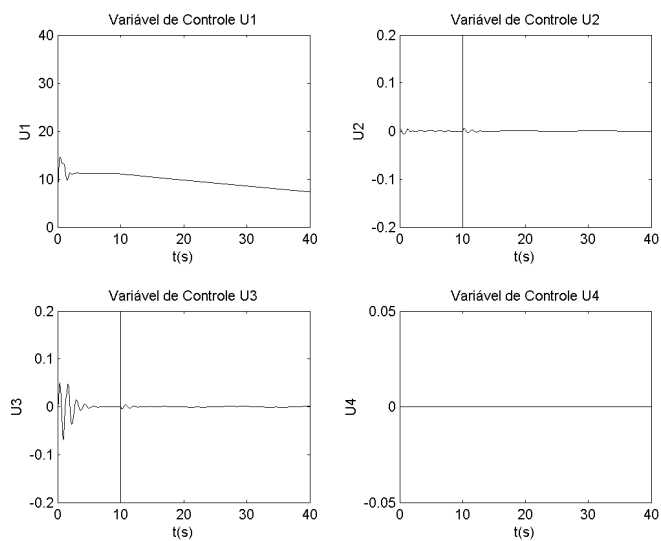 Variável de Controle U1
40
30
20
10
0
U1
0 10 20 30 40
t(s)
Variável de Controle U2
0.2
0.1
0
-0.1
-0.2
U2
0 10 20 30 40
t(s)
Variável de Controle U3
0.2
0.1
0
-0.1
-0.2
U3
0 10 20 30 40
t(s)
Variável de Controle U4
0.05
0
-0.05
U4
0 10 20 30 40
t(s)